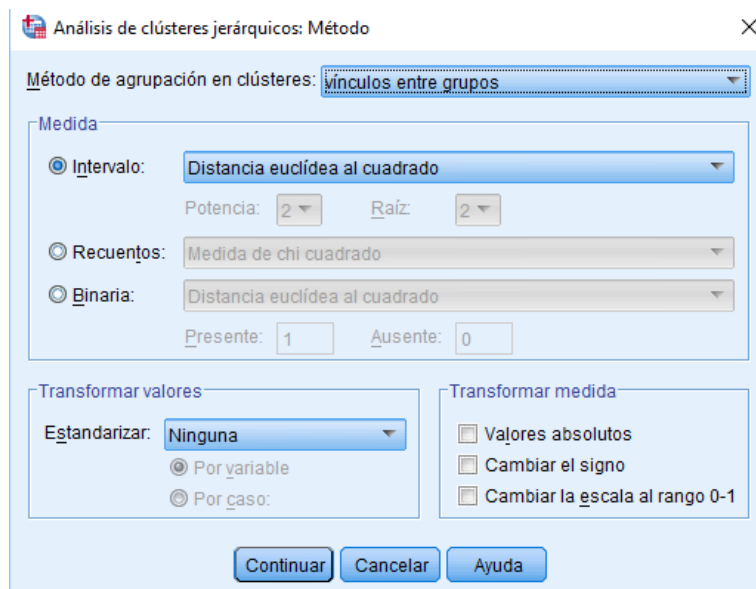 Análisis de clústeres jerárquicos: Método
Método de agrupación en clústeres: vínculos entre grupos
Medida
Intervalo: Distancia euclídea al cuadrado
Potencia: 2 Raíz: 2
Recuentos: Medida de chi cuadrado
Binaria: Distancia euclídea al cuadrado
Presente: 1 Ausente: 0
Transformar valores
Estandarizar: Ninguna
Por variable
Por caso:
Transformar medida
Valores absolutos
Cambiar el signo
Cambiar la escala al rango 0-1
Continuar Cancelar Ayuda